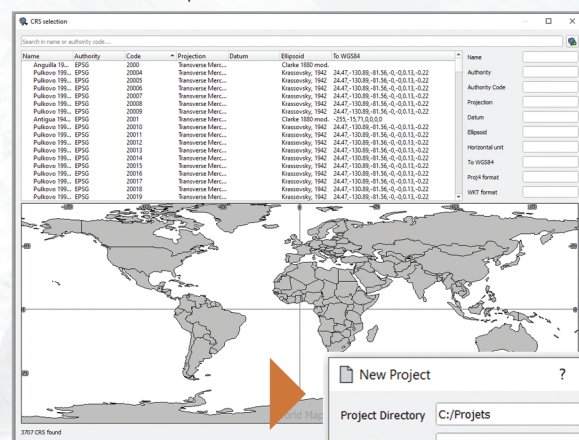 CRS selection
Search in name or authority code...
Name Authority Code Projection Datum Ellipsoid To WGS84
Anguilla 19... EPSG 2000 Transverse Merc... Clarke 1880 mod.
Pulkovo 199... EPSG 20004 Transverse Merc... Krassovsky, 1942 24.47,-130.89,-81.56,-0,-0,0.13,-0.22
Pulkovo 199... EPSG 20005 Transverse Merc... Krassovsky, 1942 24.47,-130.89,-81.56,-0,-0,0.13,-0.22
Pulkovo 199... EPSG 20006 Transverse Merc... Krassovsky, 1942 24.47,-130.89,-81.56,-0,-0,0.13,-0.22
Pulkovo 199... EPSG 20007 Transverse Merc... Krassovsky, 1942 24.47,-130.89,-81.56,-0,-0,0.13,-0.22
Pulkovo 199... EPSG 20008 Transverse Merc... Krassovsky, 1942 24.47,-130.89,-81.56,-0,-0,0.13,-0.22
Pulkovo 199... EPSG 20009 Transverse Merc... Krassovsky, 1942 24.47,-130.89,-81.56,-0,-0,0.13,-0.22
Antigua 194... EPSG 2001 Transverse Merc... Clarke 1880 mod. -255,-15,71,0,0,0,0
Pulkovo 199... EPSG 20010 Transverse Merc... Krassovsky, 1942 24.47,-130.89,-81.56,-0,-0,0.13,-0.22
Pulkovo 199... EPSG 20011 Transverse Merc... Krassovsky, 1942 24.47,-130.89,-81.56,-0,-0,0.13,-0.22
Pulkovo 199... EPSG 20012 Transverse Merc... Krassovsky, 1942 24.47,-130.89,-81.56,-0,-0,0.13,-0.22
Pulkovo 199... EPSG 20013 Transverse Merc... Krassovsky, 1942 24.47,-130.89,-81.56,-0,-0,0.13,-0.22
Pulkovo 199... EPSG 20014 Transverse Merc... Krassovsky, 1942 24.47,-130.89,-81.56,-0,-0,0.13,-0.22
Pulkovo 199... EPSG 20015 Transverse Merc... Krassovsky, 1942 24.47,-130.89,-81.56,-0,-0,0.13,-0.22
Pulkovo 199... EPSG 20016 Transverse Merc... Krassovsky, 1942 24.47,-130.89,-81.56,-0,-0,0.13,-0.22
Pulkovo 199... EPSG 20017 Transverse Merc... Krassovsky, 1942 24.47,-130.89,-81.56,-0,-0,0.13,-0.22
Pulkovo 199... EPSG 20018 Transverse Merc... Krassovsky, 1942 24.47,-130.89,-81.56,-0,-0,0.13,-0.22
Pulkovo 199... EPSG 20019 Transverse Merc... Krassovsky, 1942 24.47,-130.89,-81.56,-0,-0,0.13,-0.22
Name
Authority
Authority Code
Projection
Datum
Ellipsoid
Horizontal unit
To WGS84
Proj4 format
WKT format
orld Map
3707 CRS found
New Project ?
Project Directory C:/Projets